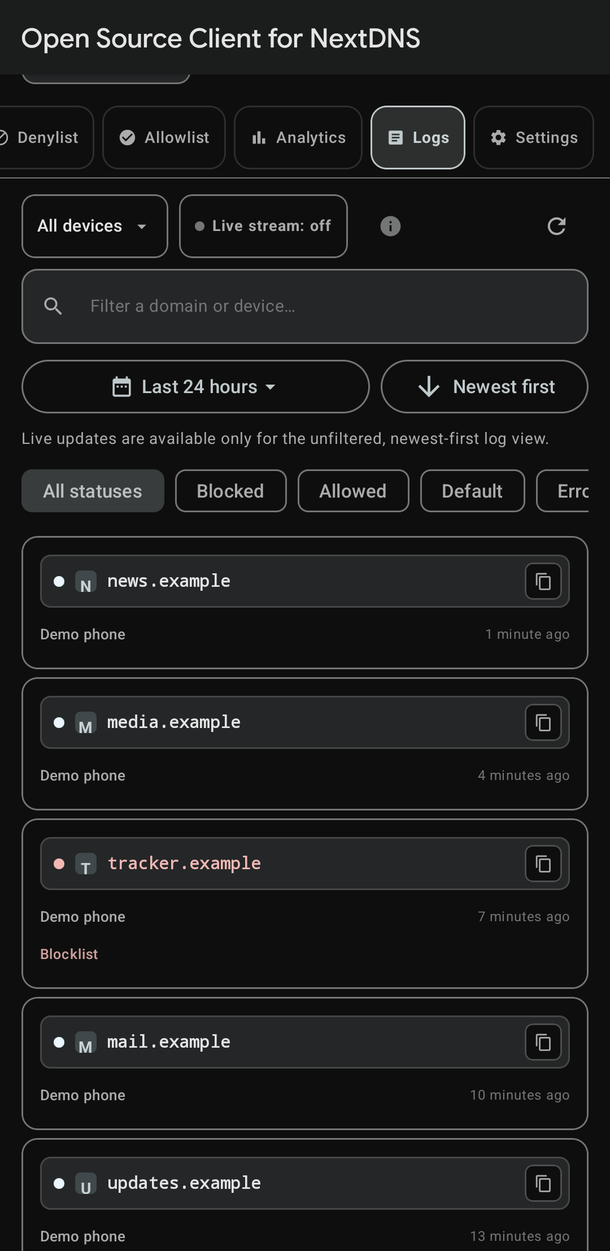 Open Source Client for NextDNS
Denylist Allowlist Analytics Logs Settings
All devices Live stream: off
Filter a domain or device…
Last 24 hours Newest first
Live updates are available only for the unfiltered, newest-first log view.
All statuses Blocked Allowed Default Erro
N news.example
Demo phone 1 minute ago
M media.example
Demo phone 4 minutes ago
T tracker.example
Demo phone 7 minutes ago
Blocklist
M mail.example
Demo phone 10 minutes ago
U updates.example
Demo phone 13 minutes ago